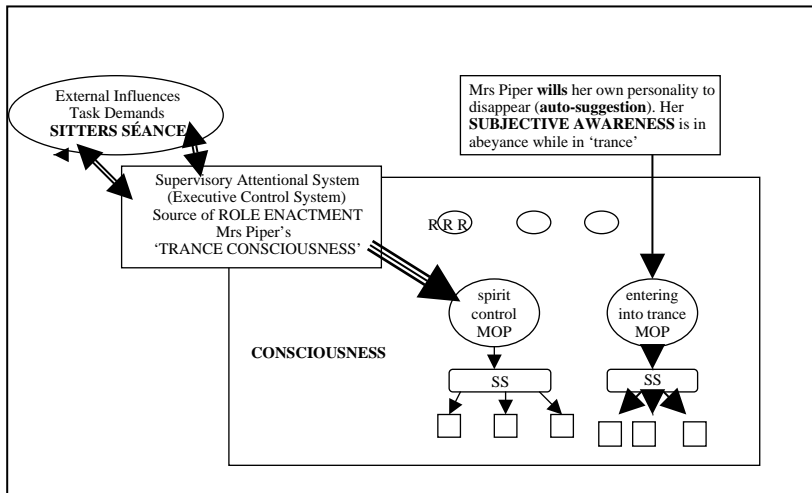 External Influences
Task Demands
SITTERS SÉANCE
Mrs Piper wills her own personality to
disappear (auto-suggestion). Her
SUBJECTIVE AWARENESS is in
abeyance while in ‘trance’
Supervisory Attentional System
(Executive Control System)
Source of ROLE ENACTMENT
Mrs Piper’s
‘TRANCE CONSCIOUSNESS’
R R R
spirit
control
MOP
entering
into trance
MOP
CONSCIOUSNESS
SS
SS